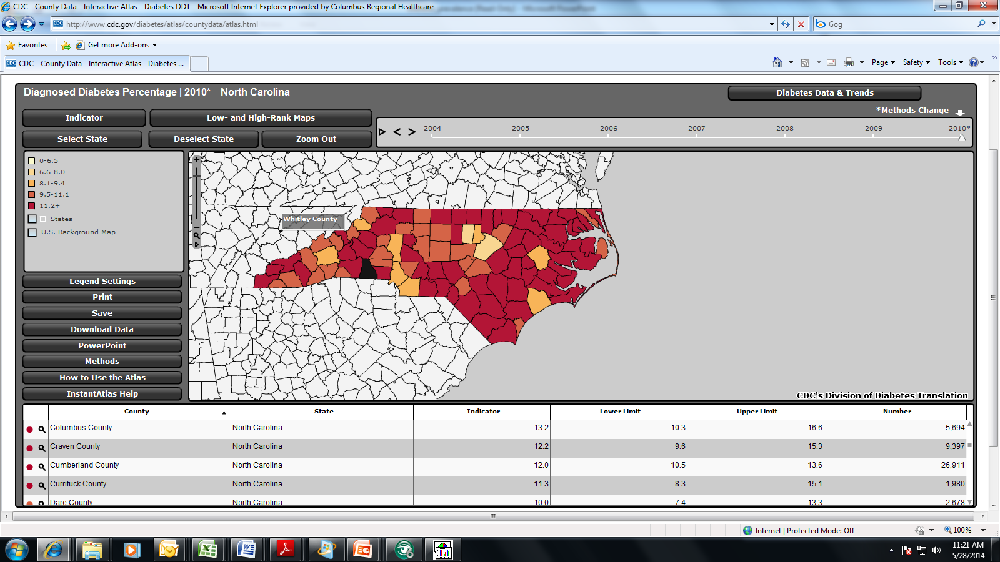 CDC - County Data - Interactive Atlas - Diabetes DDT - Microsoft Internet Explorer provided by Columbus Regional Healthcare
CDC http://www.cdc.gov/diabetes/atlas/countydata/atlas.html
Gog
Favorites Get more Add-ons
CDC CDC - County Data - Interactive Atlas - Diabetes ...
Page Safety Tools
Diagnosed Diabetes Percentage | 2010* North Carolina
Diabetes Data & Trends
*Methods Change
Indicator
Low- and High-Rank Maps
Select State
Deselect State
Zoom Out
2004 2005 2006 2007 2008 2009 2010*
0-6.5
6.6-8.0
8.1-9.4
9.5-11.1
11.2+
States
U.S. Background Map
Whitley County
Legend Settings
Print
Save
Download Data
PowerPoint
Methods
How to Use the Atlas
InstantAtlas Help
CDC's Division of Diabetes Translation
County State Indicator Lower Limit Upper Limit Number
Columbus County North Carolina 13.2 10.3 16.6 5,694
Craven County North Carolina 12.2 9.6 15.3 9,397
Cumberland County North Carolina 12.0 10.5 13.6 26,911
Currituck County North Carolina 11.3 8.3 15.1 1,980
Dare County North Carolina 10.0 7.4 13.3 2,678
Internet | Protected Mode: Off
100%
11:21 AM
5/28/2014